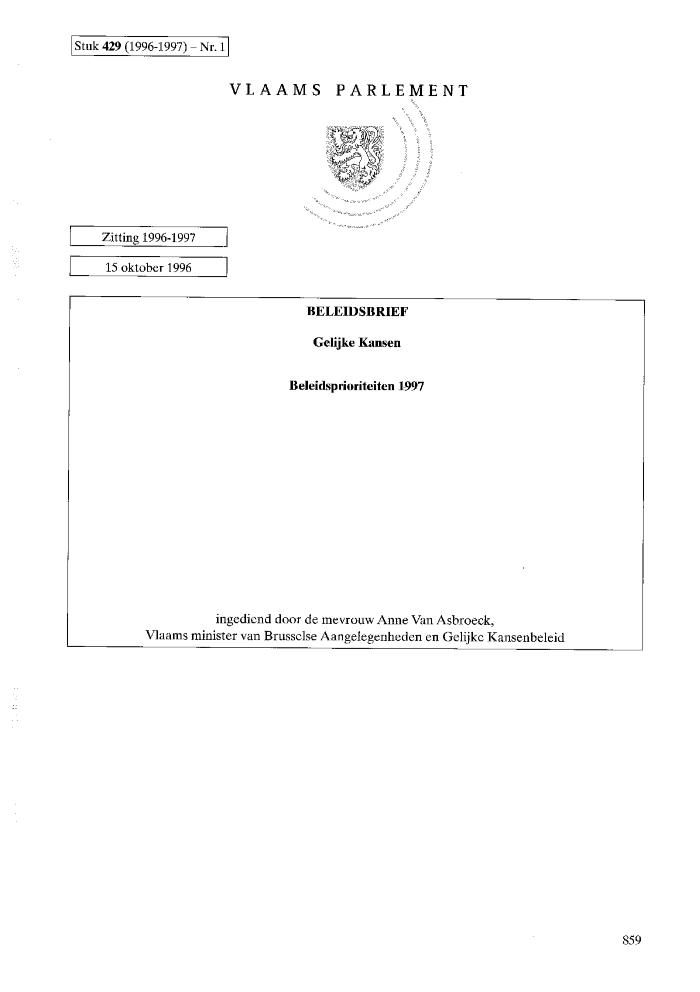 Stuk 429 (1996-1997) – Nr. 1
VLAAMS PARLEMENT
Zitting 1996-1997
15 oktober 1996
BELEIDSBRIEF
Gelijke Kansen
Beleidsprioriteiten 1997
ingediend door de mevrouw Anne Van Asbroeck,
Vlaams minister van Brusselse Aangelegenheden en Gelijke Kansenbeleid
859